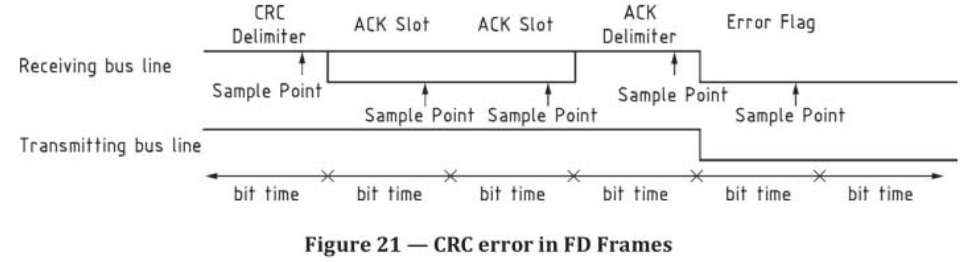 CRC
Delimiter
ACK Slot
ACK Slot
ACK
Delimiter
Error Flag
Receiving bus line
Sample Point
Sample Point
Sample Point
Sample Point
Sample Point
Transmitting bus line
bit time
bit time
bit time
bit time
bit time
bit time
Figure 21 — CRC error in FD Frames